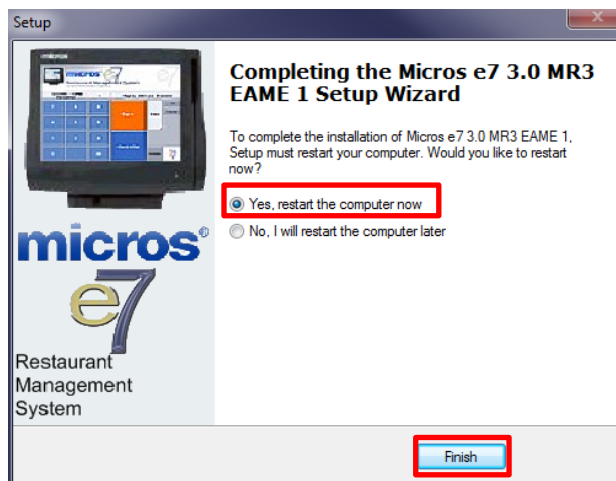 Setup
Completing the Micros e7 3.0 MR3
EAME 1 Setup Wizard
To complete the installation of Micros e7 3.0 MR3 EAME 1,
Setup must restart your computer. Would you like to restart
now?
Yes, restart the computer now
No, I will restart the computer later
micros®
e7
Restaurant
Management
System
Finish